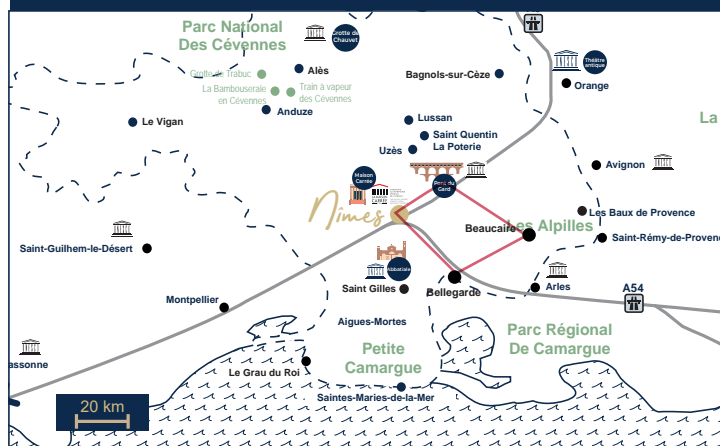 Parc National
Des Cévennes
Grotte de
Chauvet
Grotte de Trabuc
Alès
La Bambouseraie
en Cévennes
Train à vapeur
des Cévennes
Anduze
Bagnols-sur-Cèze
Théâtre
antique
Orange
La
Le Vigan
Lussan
Saint Quentin
La Poterie
Uzès
Avignon
Maison
Carrée
Pont du
Gard
Nîmes
Les Baux de Provence
Beaucaire
Les Alpilles
Saint-Rémy-de-Provenc
Saint-Guilhem-le-Désert
Abbatiale
Saint Gilles
Bellegarde
Arles
A54
Montpellier
Aigues-Mortes
Parc Régional
De Camargue
Petite
Camargue
assonne
Le Grau du Roi
Saintes-Maries-de-la-Mer
20 km